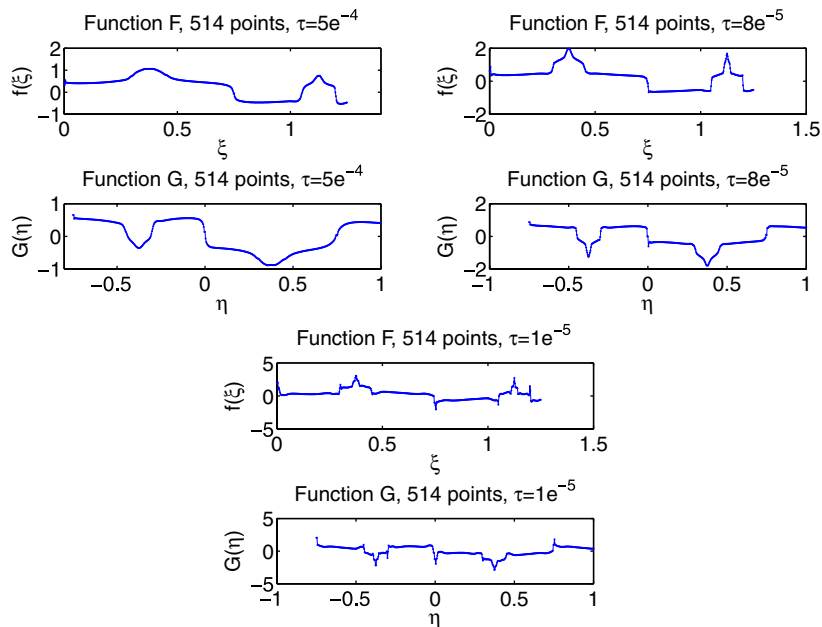 Function F, 514 points, τ=5e⁻⁴
2
1
0
−1
f(ξ)
0
0.5
1
ξ
Function F, 514 points, τ=8e⁻⁵
2
0
−2
f(ξ)
0
0.5
1
1.5
ξ
Function G, 514 points, τ=5e⁻⁴
1
0
−1
G(η)
−0.5
0
0.5
1
η
Function G, 514 points, τ=8e⁻⁵
2
0
−2
G(η)
−1
−0.5
0
0.5
1
η
Function F, 514 points, τ=1e⁻⁵
5
0
−5
f(ξ)
0
0.5
1
1.5
ξ
Function G, 514 points, τ=1e⁻⁵
5
0
−5
G(η)
−1
−0.5
0
0.5
1
η